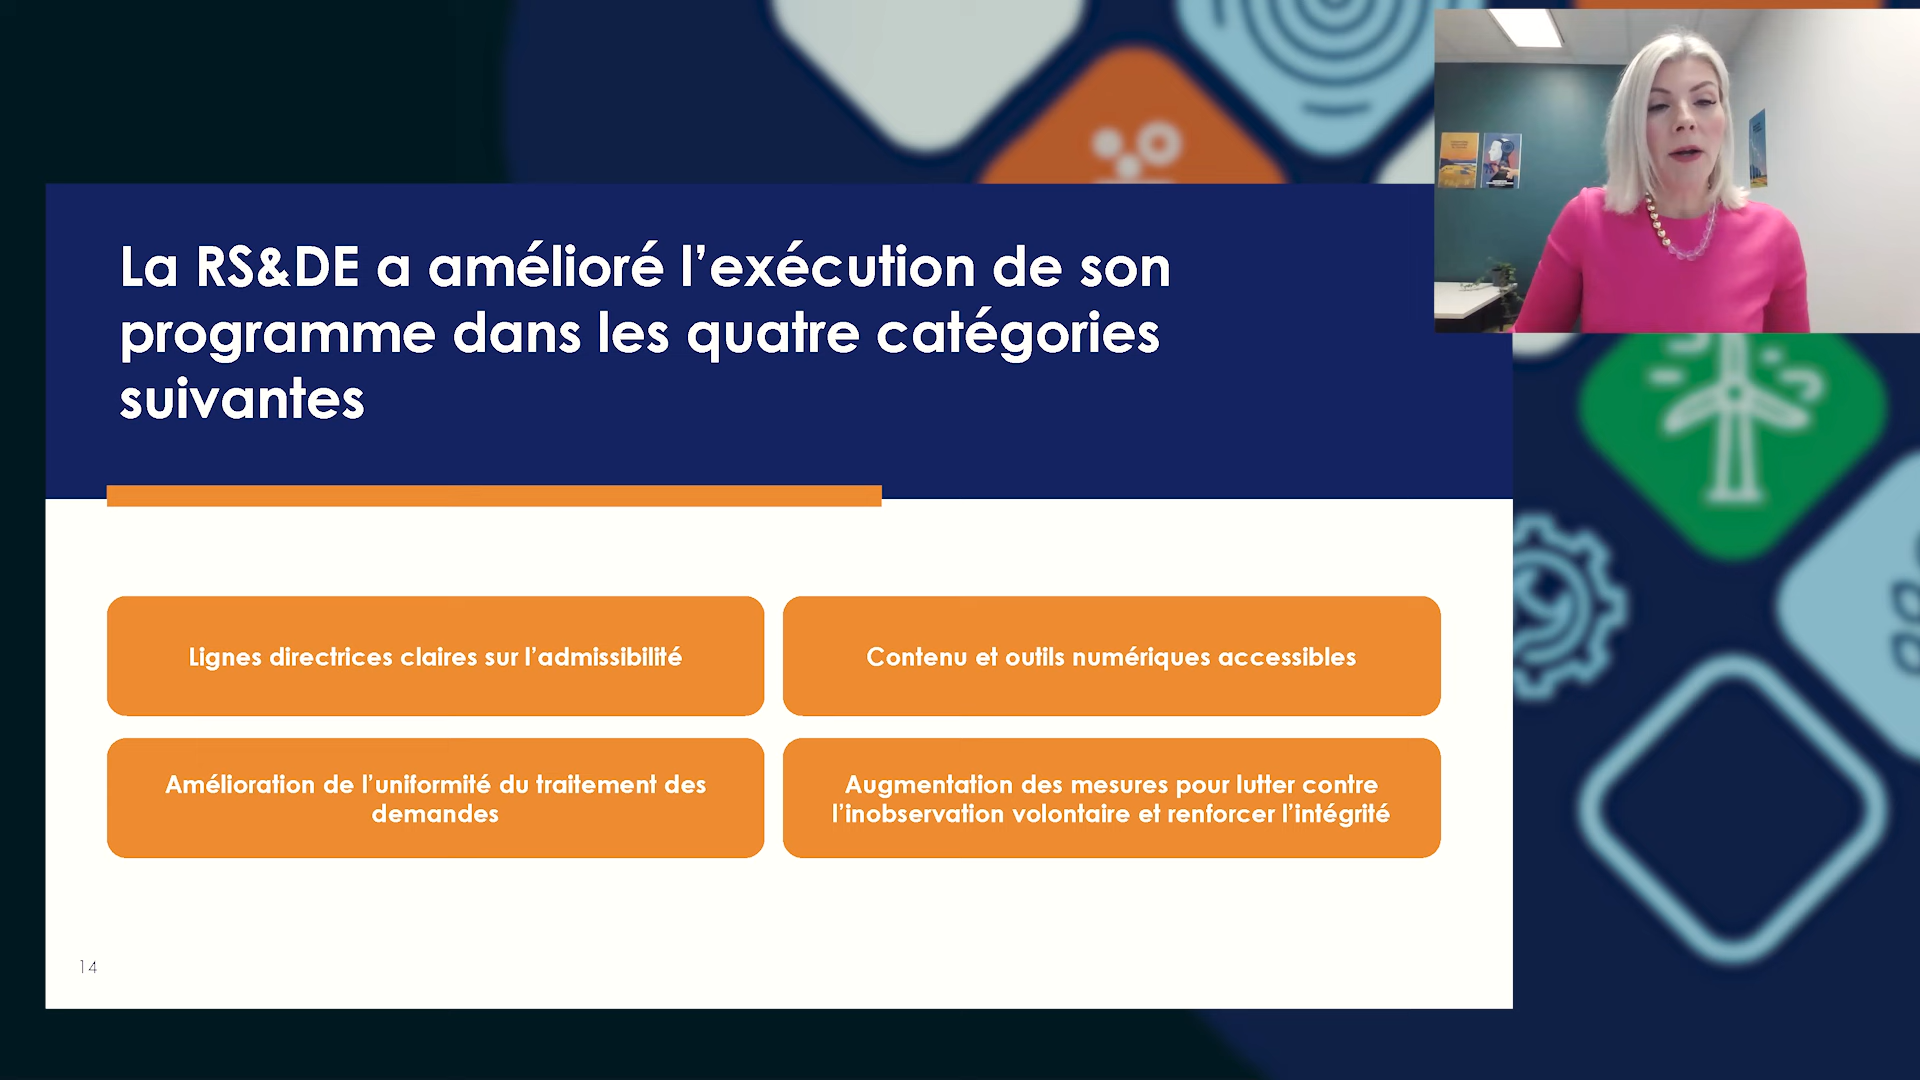 La RS&DE a amélioré l’exécution de son
programme dans les quatre catégories
suivantes
Lignes directrices claires sur l’admissibilité
Contenu et outils numériques accessibles
Amélioration de l’uniformité du traitement des
demandes
Augmentation des mesures pour lutter contre
l’inobservation volontaire et renforcer l’intégrité
14